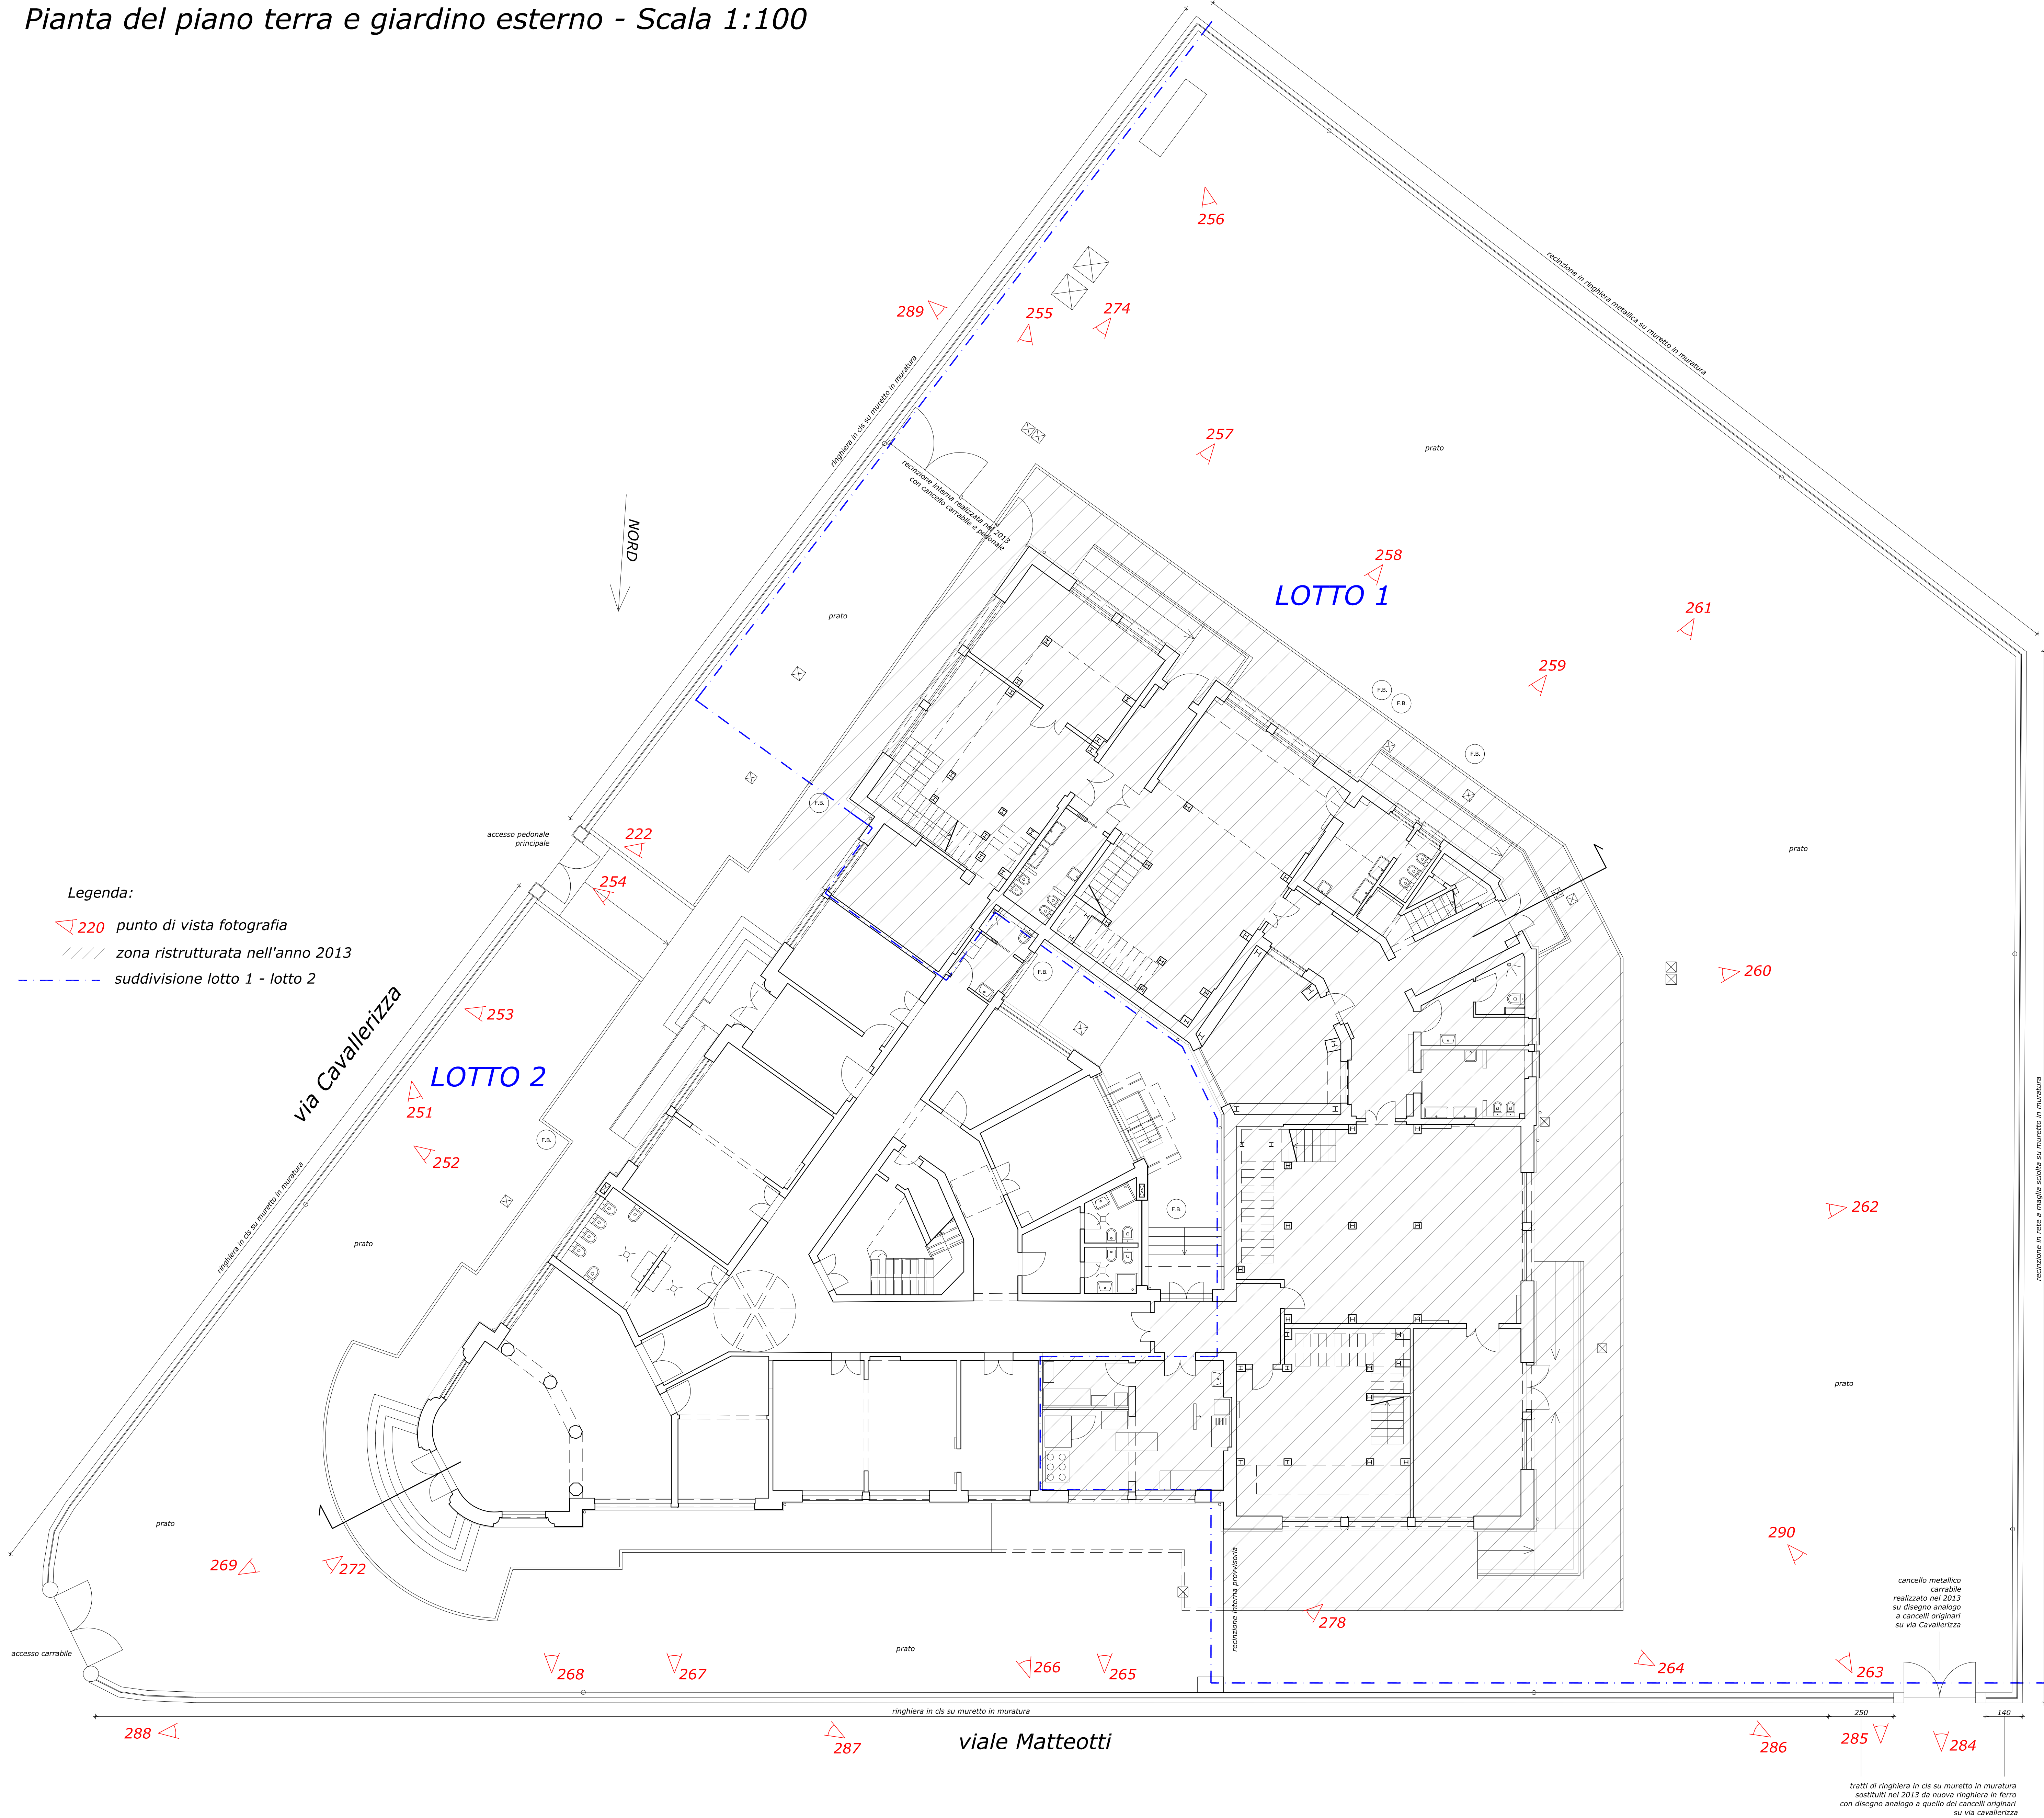 Pianta del piano terra e giardino esterno - Scala 1:100
256
289
255
274
recinzione in ringhiera metallica su muretto in muratura
ringhiera in cls su muretto in muratura
257
prato
recinzione interna realizzata nel 2013
con cancello carrabile e pedonale
NORD
258
LOTTO 1
261
prato
259
F.B.
F.B.
F.B.
F.B.
accesso pedonale
principale
222
254
prato
Legenda:
220 punto di vista fotografia
zona ristrutturata nell'anno 2013
suddivisione lotto 1 - lotto 2
260
F.B.
253
via Cavallerizza
LOTTO 2
251
252
F.B.
recinzione in rete a maglia sciolta su muretto in muratura
ringhiera in cls su muretto in muratura
F.B.
262
prato
prato
prato
290
269
272
recinzione interna provvisoria
cancello metallico
carrabile
realizzato nel 2013
su disegno analogo
a cancelli originari
su via Cavallerizza
278
accesso carrabile
prato
268
267
266
265
264
263
ringhiera in cls su muretto in muratura
250
140
288
287
viale Matteotti
286
285
284
tratti di ringhiera in cls su muretto in muratura
sostituiti nel 2013 da nuova ringhiera in ferro
con disegno analogo a quello dei cancelli originari
su via cavallerizza